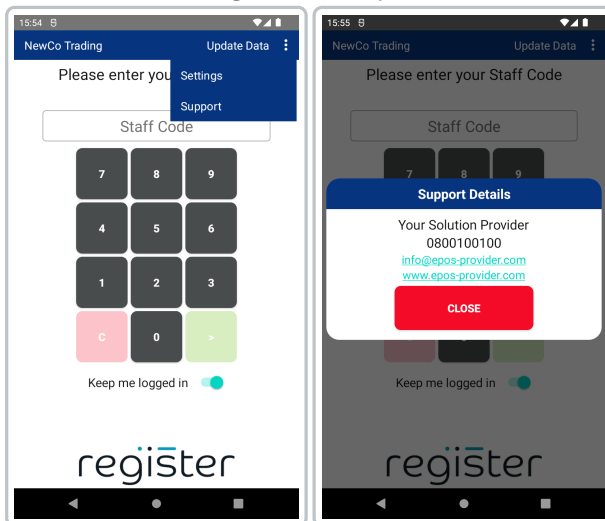 15:54
NewCo Trading Update Data
Please enter you
Settings
Support
Staff Code
7 8 9
4 5 6
1 2 3
C 0 >
Keep me logged in
register
15:55
NewCo Trading Update Data
Please enter your Staff Code
Staff Code
7 8 9
Support Details
Your Solution Provider
0800100100
info@epos-provider.com
www.epos-provider.com
CLOSE
Keep me logged in
register